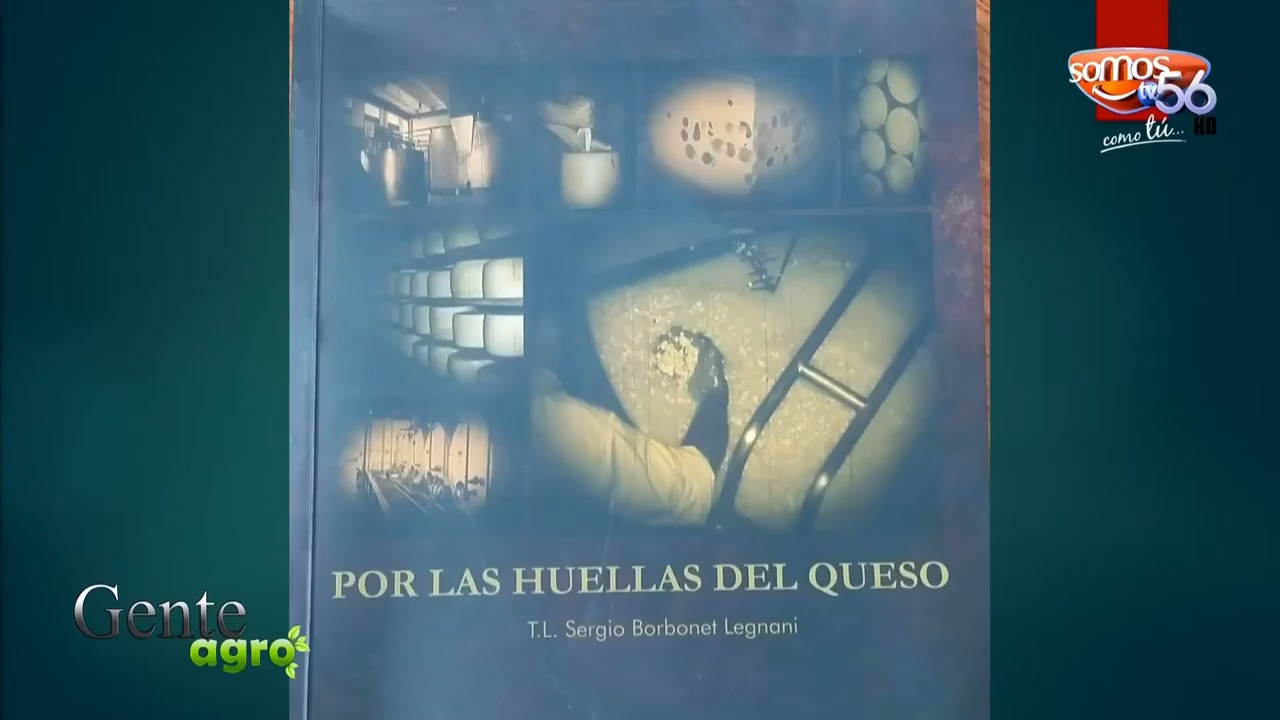 somos
tv 56
HD
como tú...
POR LAS HUELLAS DEL QUESO
T.L. Sergio Borbonet Legnani
Gente
agro